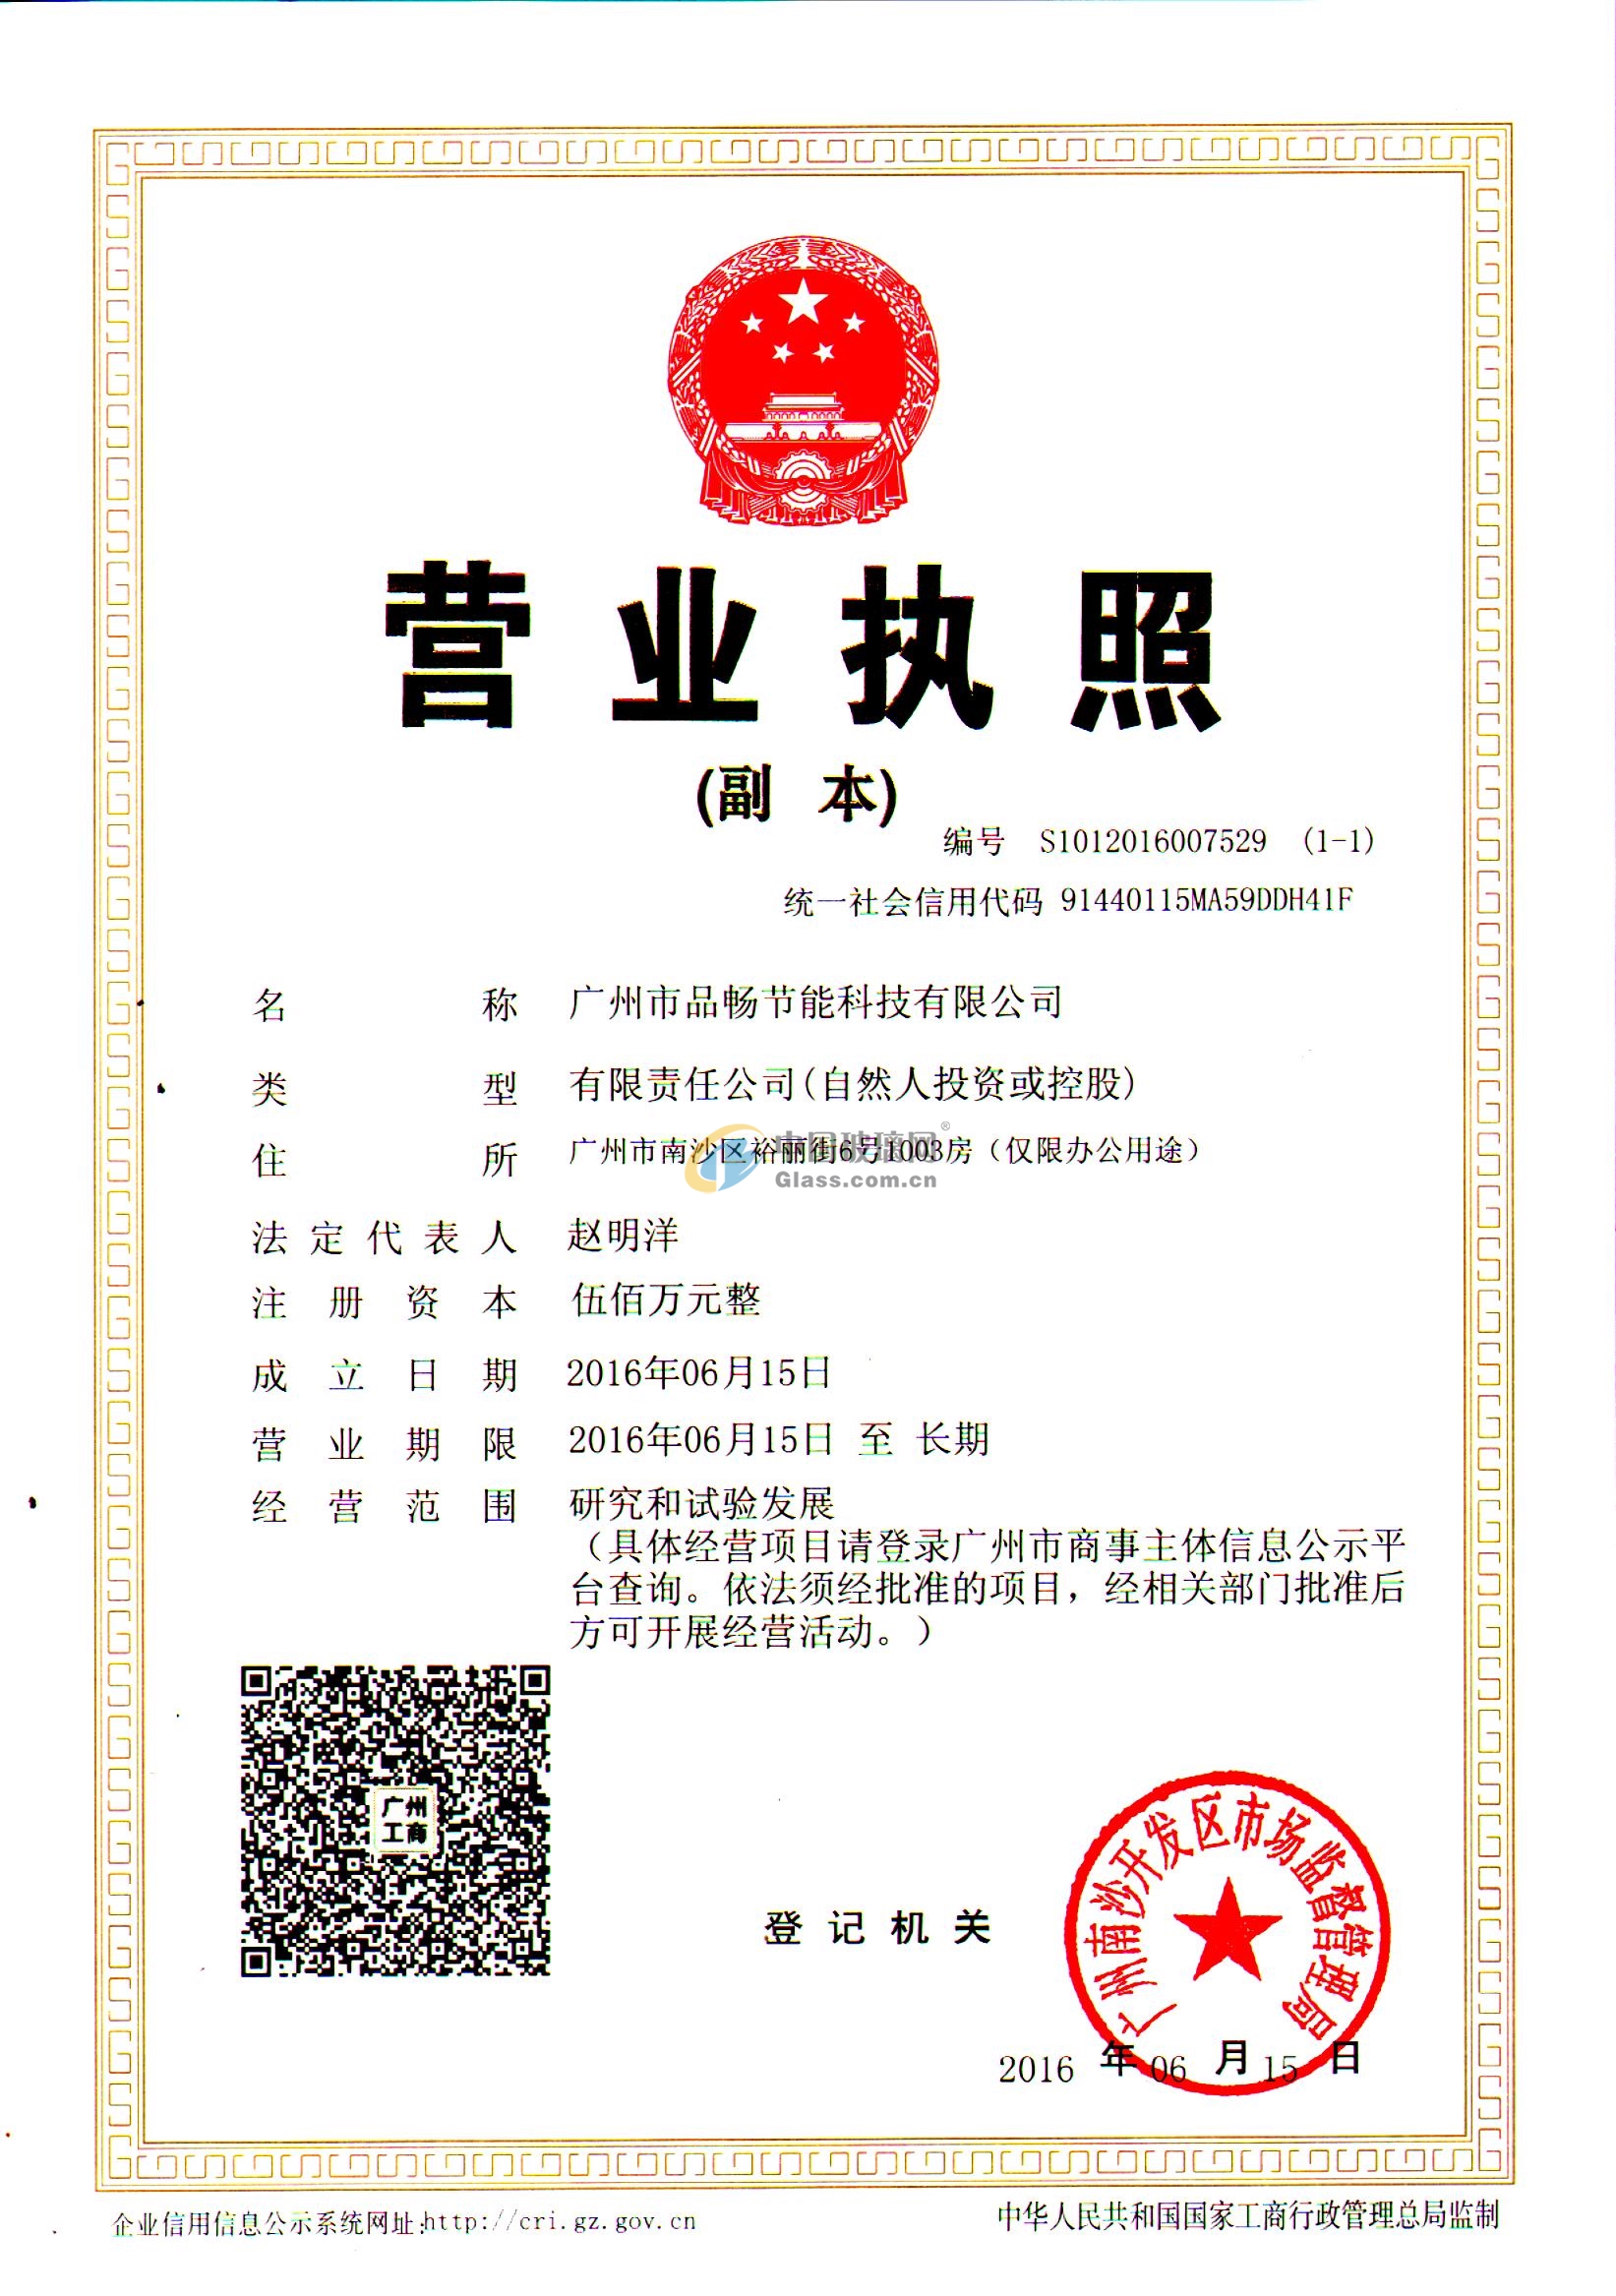 营业执照
(副 本)
编号 S1012016007529 (1-1)
统一社会信用代码 91440115MA59DDH41F
名 称 广州市品畅节能科技有限公司
类 型 有限责任公司(自然人投资或控股)
住 所 广州市南沙区裕丽街6号1003房（仅限办公用途）
中国玻璃网®
Glass.com.cn
法定代表人 赵明洋
注册资本 伍佰万元整
成立日期 2016年06月15日
营业期限 2016年06月15日 至 长期
经营范围 研究和试验发展
（具体经营项目请登录广州市商事主体信息公示平
台查询。依法须经批准的项目，经相关部门批准后
方可开展经营活动。）
广州
工商
登记机关
广州南沙开发区市场监督管理局
2016 年 06 月 15 日
企业信用信息公示系统网址:http://cri.gz.gov.cn
中华人民共和国国家工商行政管理总局监制